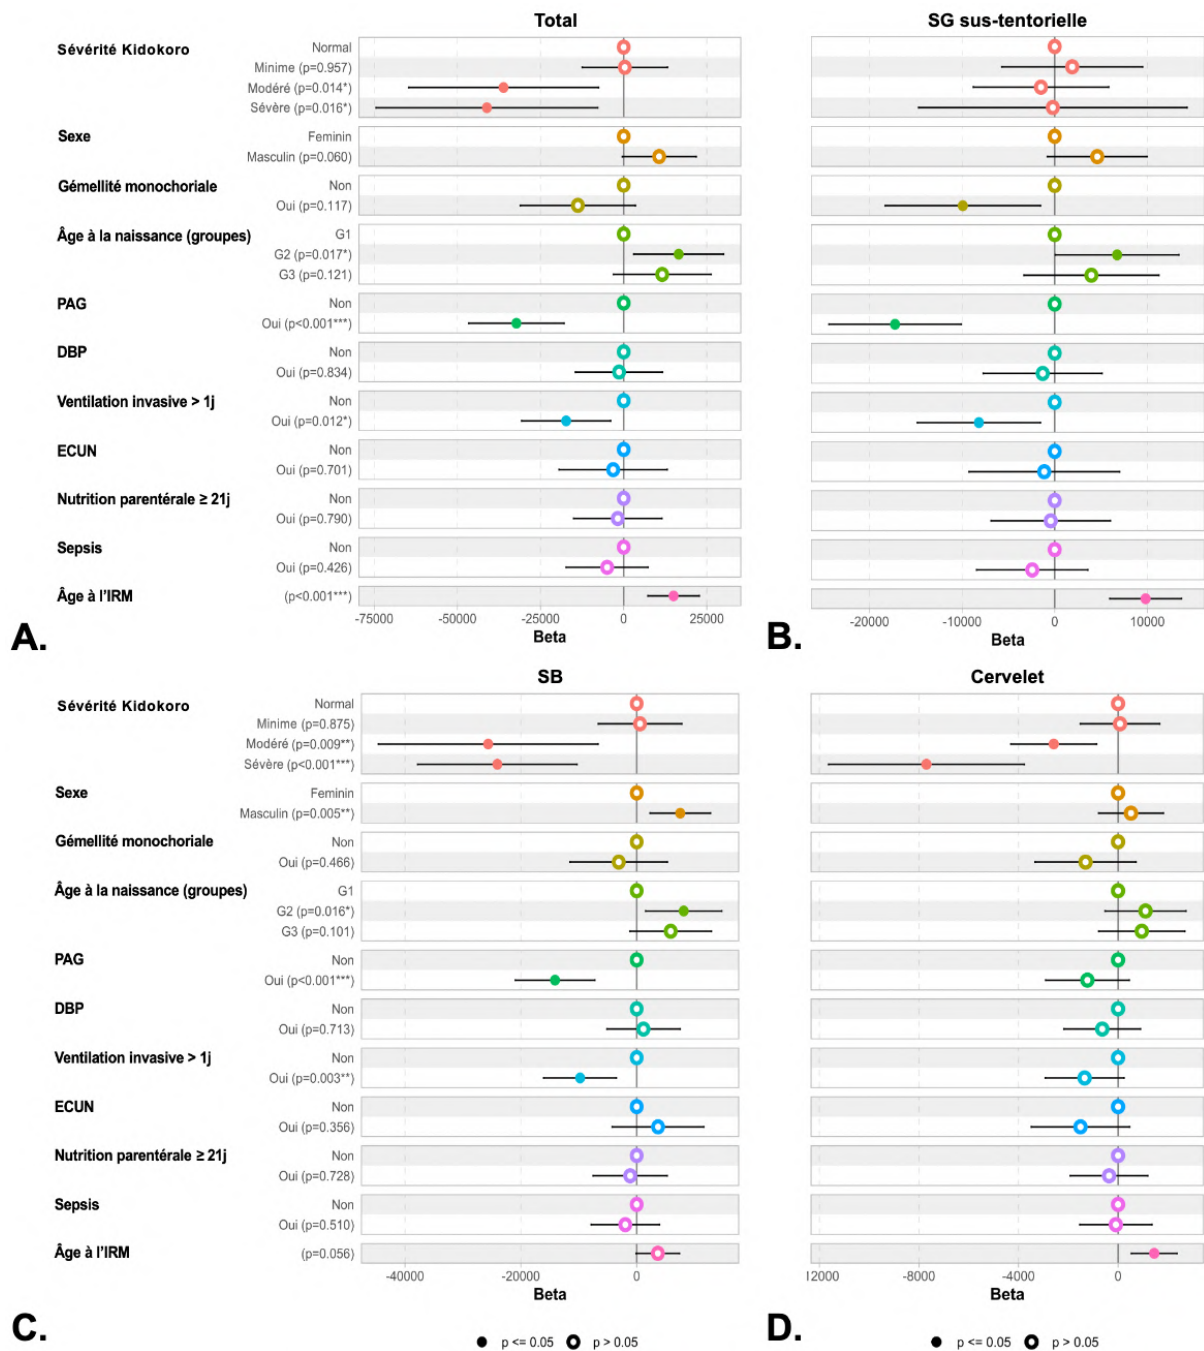 Total
Sévérité Kidokoro
Normal
Minime (p=0.957)
Modéré (p=0.014*)
Sévère (p=0.016*)
Sexe
Feminin
Masculin (p=0.060)
Gémellité monochoriale
Non
Oui (p=0.117)
Âge à la naissance (groupes)
G1
G2 (p=0.017*)
G3 (p=0.121)
PAG
Non
Oui (p<0.001***)
DBP
Non
Oui (p=0.834)
Ventilation invasive > 1j
Non
Oui (p=0.012*)
ECUN
Non
Oui (p=0.701)
Nutrition parentérale ≥ 21j
Non
Oui (p=0.790)
Sepsis
Non
Oui (p=0.426)
Âge à l'IRM
(p<0.001***)
-75000 -50000 -25000 0 25000
Beta
A.
SG sus-tentorielle
-20000 -10000 0 10000
Beta
B.
SB
Sévérité Kidokoro
Normal
Minime (p=0.875)
Modéré (p=0.009**)
Sévère (p<0.001***)
Sexe
Feminin
Masculin (p=0.005**)
Gémellité monochoriale
Non
Oui (p=0.466)
Âge à la naissance (groupes)
G1
G2 (p=0.016*)
G3 (p=0.101)
PAG
Non
Oui (p<0.001***)
DBP
Non
Oui (p=0.713)
Ventilation invasive > 1j
Non
Oui (p=0.003**)
ECUN
Non
Oui (p=0.356)
Nutrition parentérale ≥ 21j
Non
Oui (p=0.728)
Sepsis
Non
Oui (p=0.510)
Âge à l'IRM
(p=0.056)
-40000 -20000 0
Beta
C.
p <= 0.05 p > 0.05
Cervelet
12000 -8000 -4000 0
Beta
D.
p <= 0.05 p > 0.05